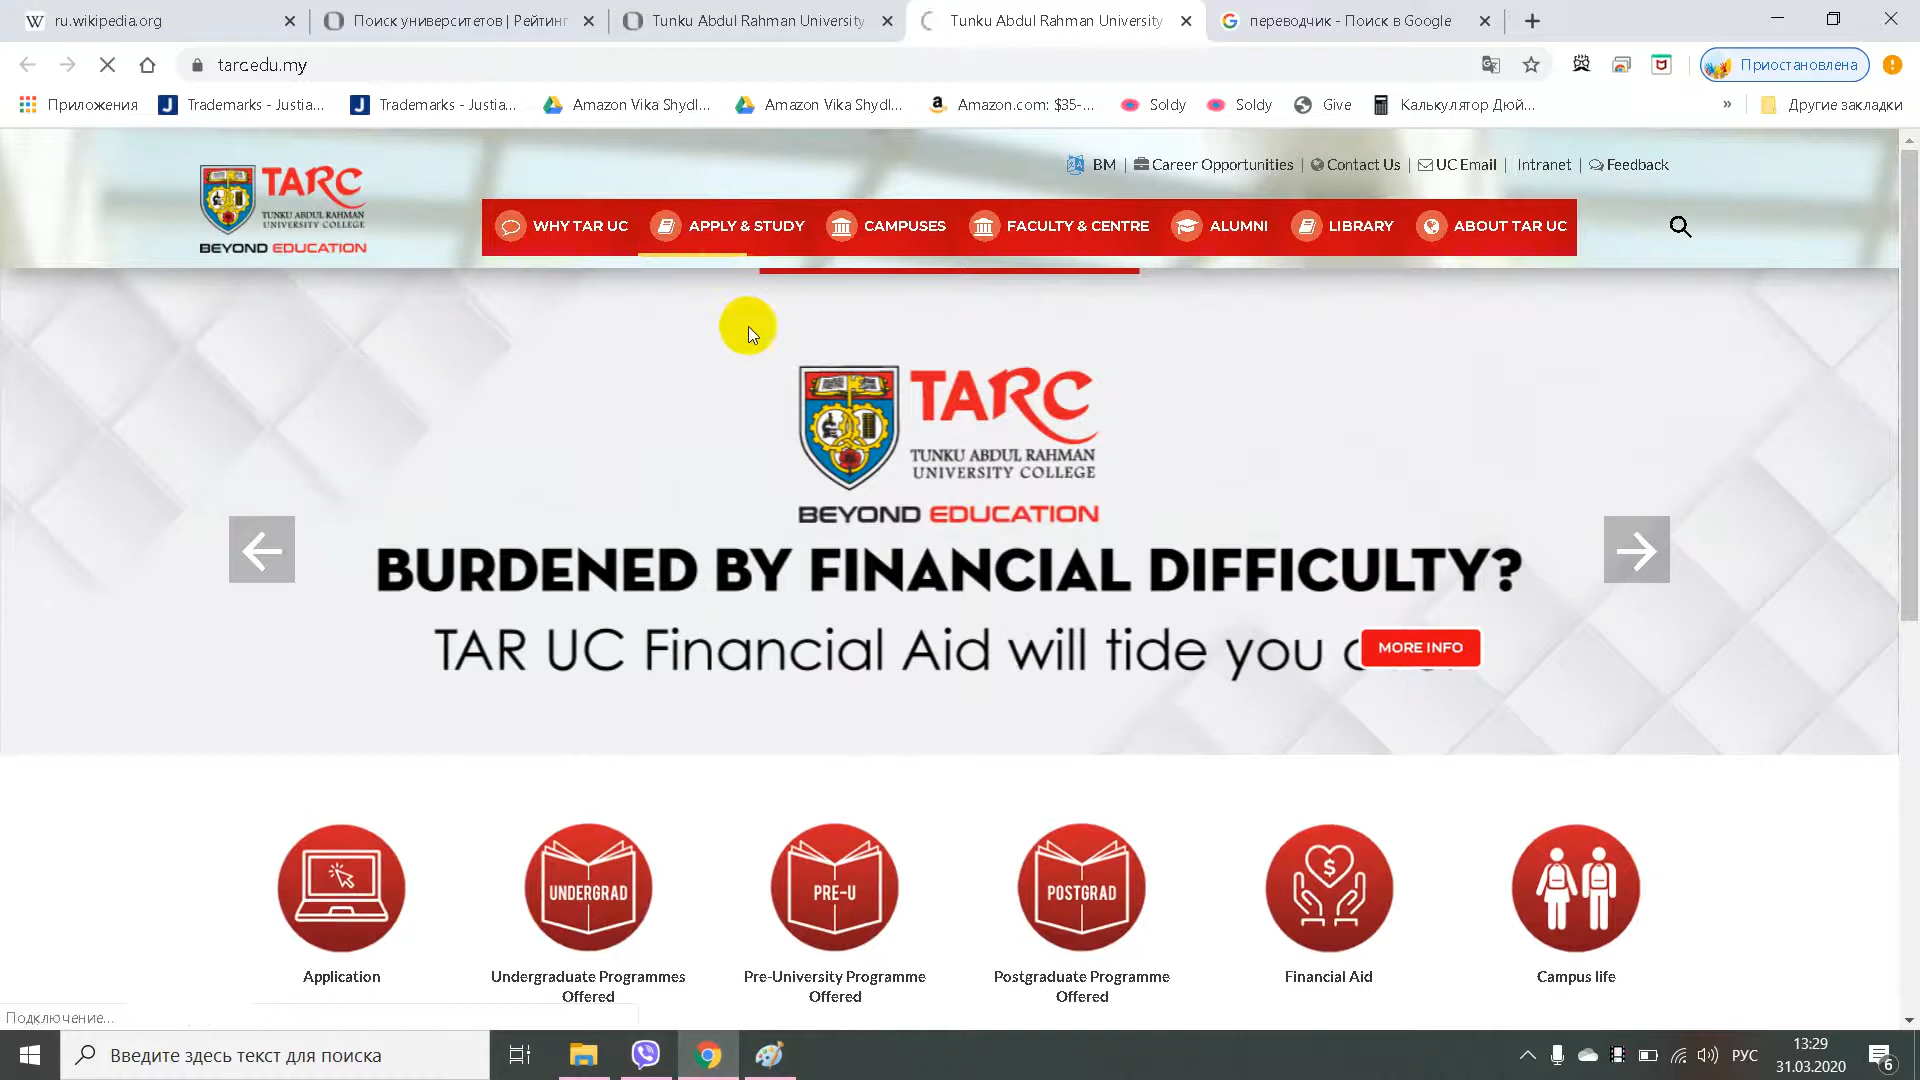 ru.wikipedia.org
Поиск университетов | Рейтинг
Tunku Abdul Rahman University
Tunku Abdul Rahman University
переводчик - Поиск в Google
tarc.edu.my
Приостановлена
Приложения
Trademarks - Justia...
Trademarks - Justia...
Amazon Vika Shydl...
Amazon Vika Shydl...
Amazon.com: $35-...
Soldy
Soldy
Give
Калькулятор Дюй...
»
Другие закладки
TARC
TUNKU ABDUL RAHMAN
UNIVERSITY COLLEGE
BEYOND EDUCATION
BM | Career Opportunities | Contact Us | UC Email | Intranet | Feedback
WHY TAR UC
APPLY & STUDY
CAMPUSES
FACULTY & CENTRE
ALUMNI
LIBRARY
ABOUT TAR UC
TARC
TUNKU ABDUL RAHMAN
UNIVERSITY COLLEGE
BEYOND EDUCATION
BURDENED BY FINANCIAL DIFFICULTY?
TAR UC Financial Aid will tide you
MORE INFO
UNDERGRAD
PRE-U
POSTGRAD
$
Application
Undergraduate Programmes
Offered
Pre-University Programme
Offered
Postgraduate Programme
Offered
Financial Aid
Campus life
Подключение...
Введите здесь текст для поиска
РУС
13:29
31.03.2020
6